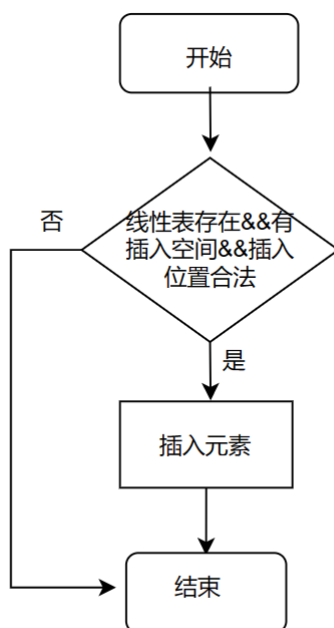 开始
线性表存在&&有
插入空间&&插入
位置合法
否
是
插入元素
结束